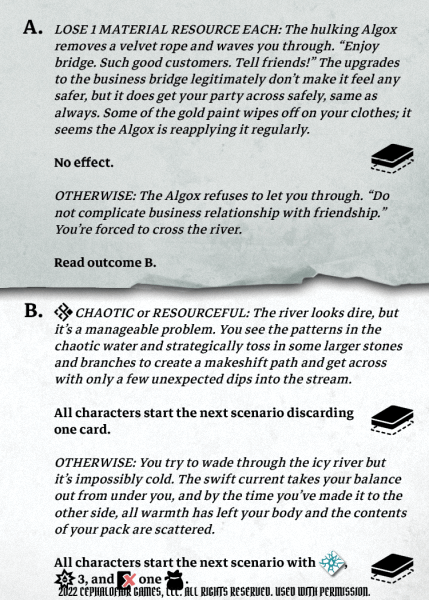 A. LOSE 1 MATERIAL RESOURCE EACH: The hulking Algox
removes a velvet rope and waves you through. “Enjoy
bridge. Such good customers. Tell friends!” The upgrades
to the business bridge legitimately don’t make it feel any
safer, but it does get your party across safely, same as
always. Some of the gold paint wipes off on your clothes; it
seems the Algox is reapplying it regularly.
No effect.
OTHERWISE: The Algox refuses to let you through. “Do
not complicate business relationship with friendship.”
You’re forced to cross the river.
Read outcome B.
B. CHAOTIC or RESOURCEFUL: The river looks dire, but
it’s a manageable problem. You see the patterns in the
chaotic water and strategically toss in some larger stones
and branches to create a makeshift path and get across
with only a few unexpected dips into the stream.
All characters start the next scenario discarding
one card.
OTHERWISE: You try to wade through the icy river but
it’s impossibly cold. The swift current takes your balance
out from under you, and by the time you’ve made it to the
other side, all warmth has left your body and the contents
of your pack are scattered.
All characters start the next scenario with ,
3, and one .
2022 CEPHALOFAIR GAMES, LLC. ALL RIGHTS RESERVED. USED WITH PERMISSION.